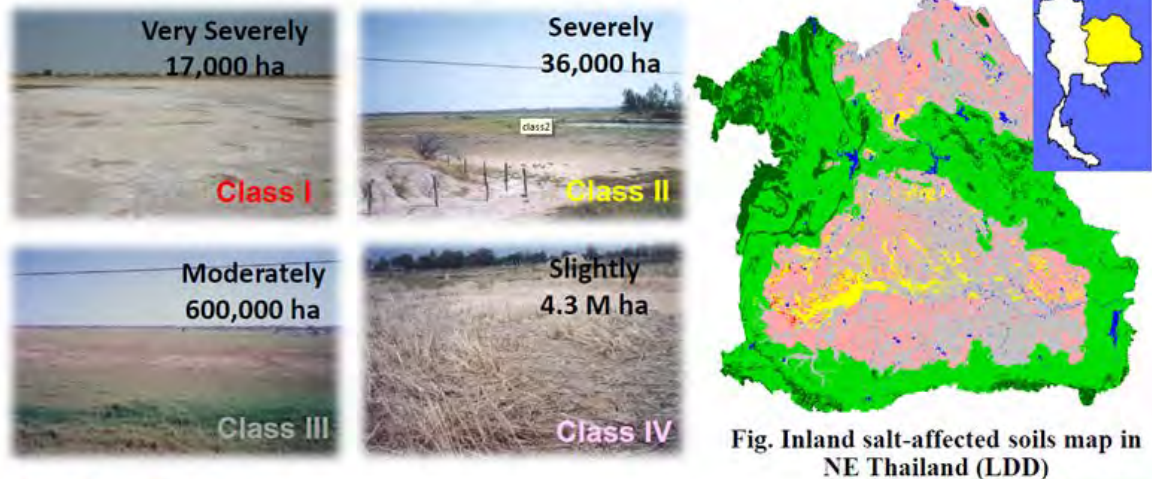 Very Severely
17,000 ha
Class I
Severely
36,000 ha
class2
Class II
Moderately
600,000 ha
Class III
Slightly
4.3 M ha
Class IV
Fig. Inland salt-affected soils map in
NE Thailand (LDD)